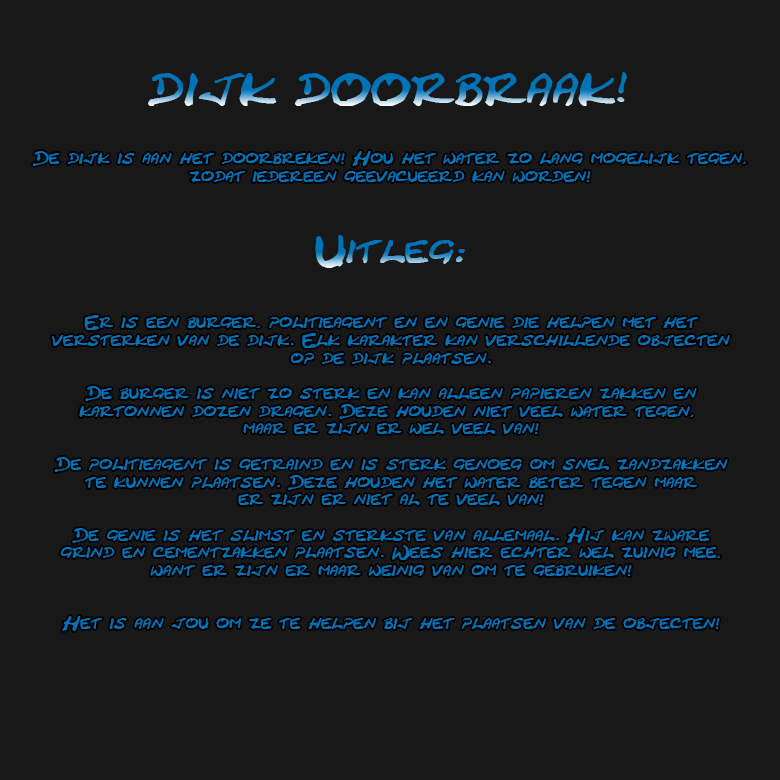 Dijk doorbraak!
De dijk is aan het doorbreken! Hou het water zo lang mogelijk tegen,
zodat iedereen geevacueerd kan worden!
Uitleg:
Er is een burger, politieagent en en genie die helpen met het
versterken van de dijk. Elk karakter kan verschillende objecten
op de dijk plaatsen.
De burger is niet zo sterk en kan alleen papieren zakken en
kartonnen dozen dragen. Deze houden niet veel water tegen,
maar er zijn er wel veel van!
De politieagent is getraind en is sterk genoeg om snel zandzakken
te kunnen plaatsen. Deze houden het water beter tegen maar
er zijn er niet al te veel van!
De genie is het slimst en sterkste van allemaal. Hij kan zware
grind en cementzakken plaatsen. Wees hier echter wel zuinig mee,
want er zijn er maar weinig van om te gebruiken!
Het is aan jou om ze te helpen bij het plaatsen van de objecten!